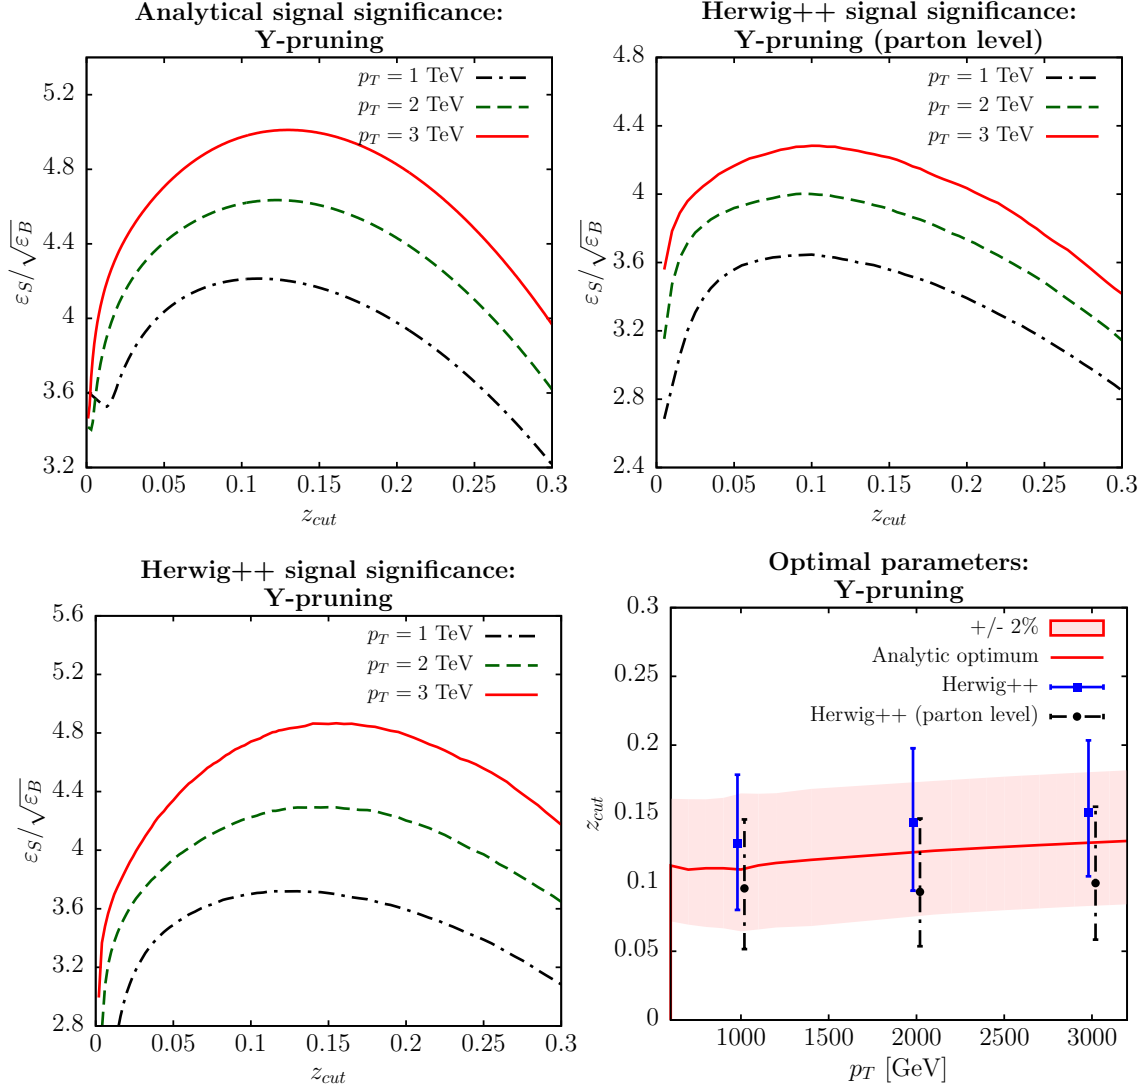 Analytical signal significance:
Y-pruning
p_T = 1 TeV
p_T = 2 TeV
p_T = 3 TeV
5.2
4.8
4.4
4
3.6
3.2
ε_S/√ε_B
0 0.05 0.1 0.15 0.2 0.25 0.3
z_cut
Herwig++ signal significance:
Y-pruning (parton level)
p_T = 1 TeV
p_T = 2 TeV
p_T = 3 TeV
4.8
4.4
4
3.6
3.2
2.8
2.4
ε_S/√ε_B
0 0.05 0.1 0.15 0.2 0.25 0.3
z_cut
Herwig++ signal significance:
Y-pruning
p_T = 1 TeV
p_T = 2 TeV
p_T = 3 TeV
5.6
5.2
4.8
4.4
4
3.6
3.2
2.8
ε_S/√ε_B
0 0.05 0.1 0.15 0.2 0.25 0.3
z_cut
Optimal parameters:
Y-pruning
+/- 2%
Analytic optimum
Herwig++
Herwig++ (parton level)
0.3
0.25
0.2
0.15
0.1
0.05
0
z_cut
1000 1500 2000 2500 3000
p_T [GeV]